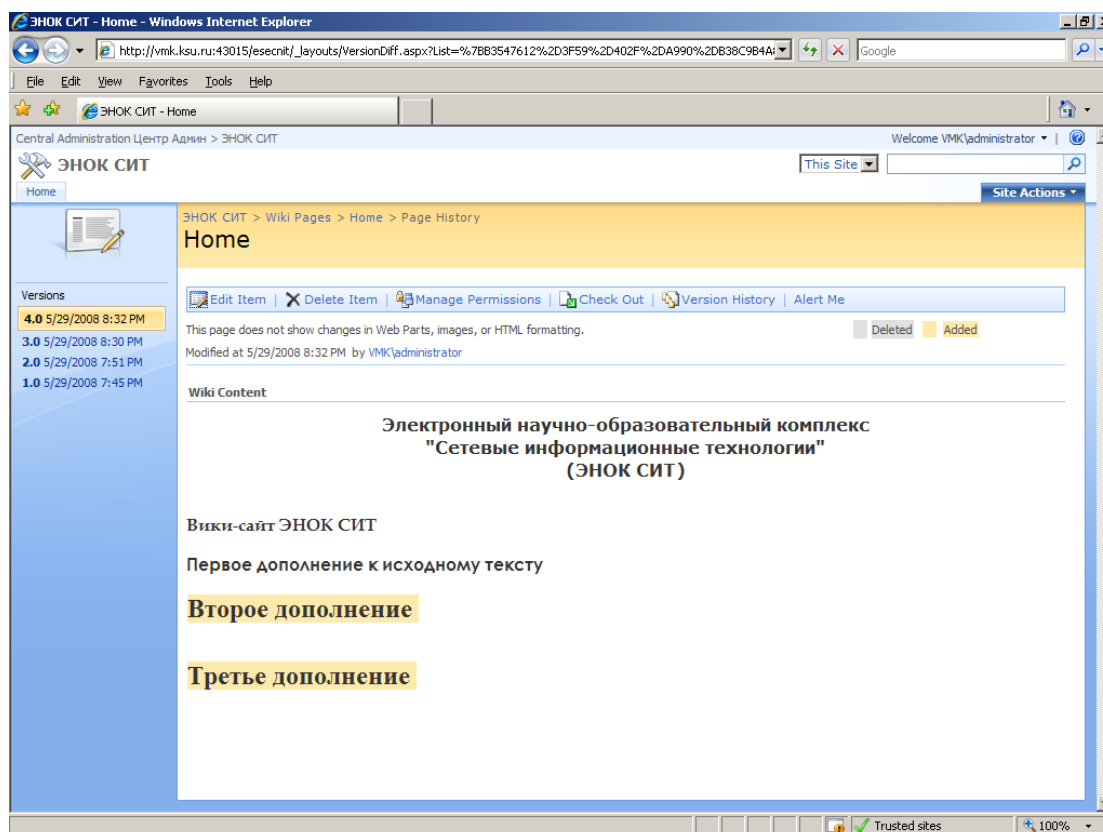 ЭНОК СИТ - Home - Windows Internet Explorer
http://vmk.ksu.ru:43015/esecnit/_layouts/VersionDiff.aspx?List=%7BB3547612%2D3F59%2D402F%2DA990%2DB38C9B4A
Google
File Edit View Favorites Tools Help
ЭНОК СИТ - Home
Central Administration Центр Админ > ЭНОК СИТ
Welcome VMK\administrator
ЭНОК СИТ
This Site
Home
Site Actions
ЭНОК СИТ > Wiki Pages > Home > Page History
Home
Versions
4.0 5/29/2008 8:32 PM
3.0 5/29/2008 8:30 PM
2.0 5/29/2008 7:51 PM
1.0 5/29/2008 7:45 PM
Edit Item | Delete Item | Manage Permissions | Check Out | Version History | Alert Me
This page does not show changes in Web Parts, images, or HTML formatting.
Deleted Added
Modified at 5/29/2008 8:32 PM by VMK\administrator
Wiki Content
Электронный научно-образовательный комплекс
"Сетевые информационные технологии"
(ЭНОК СИТ)
Вики-сайт ЭНОК СИТ
Первое дополнение к исходному тексту
Второе дополнение
Третье дополнение
Trusted sites
100%